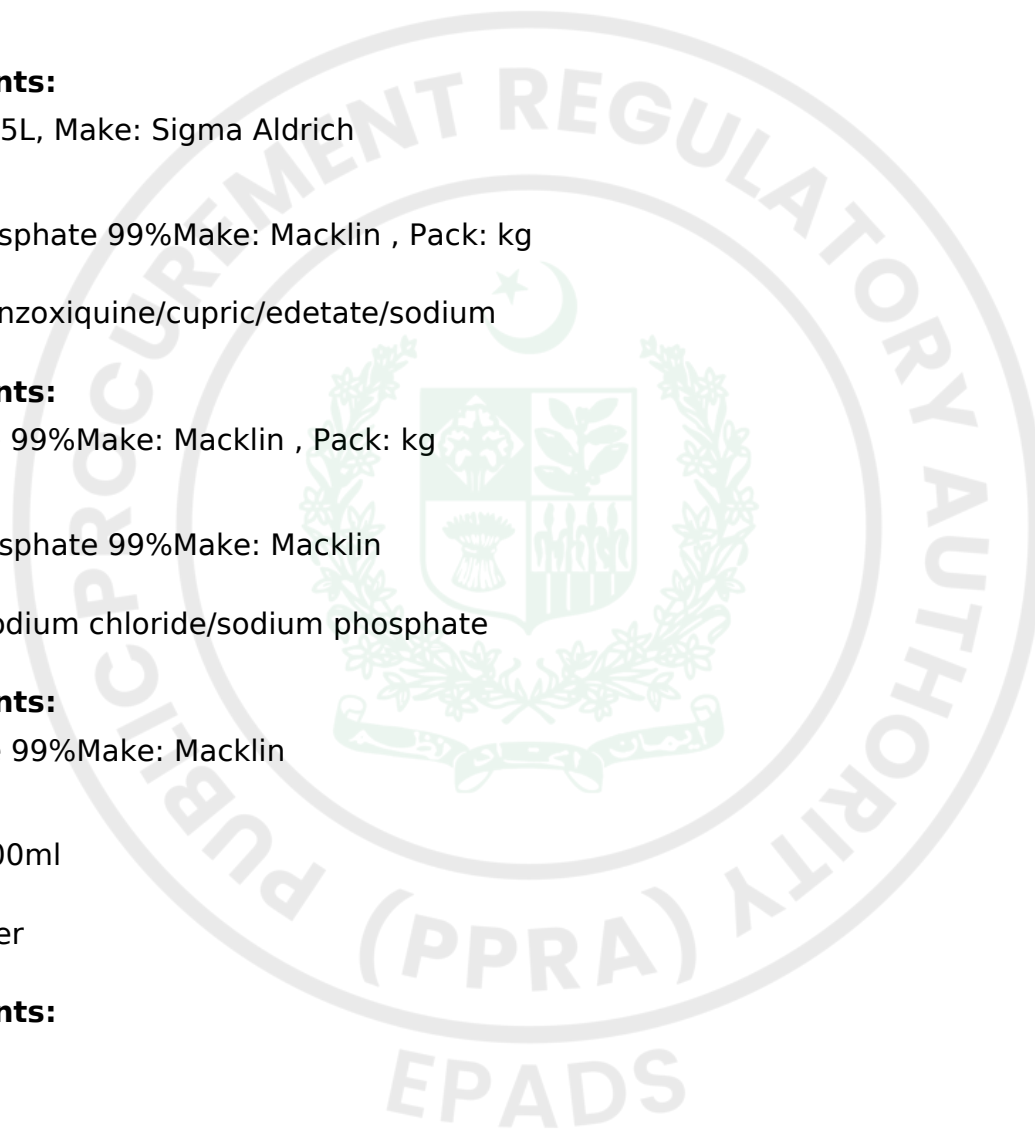 nts:
5L, Make: Sigma Aldrich
sphate 99%Make: Macklin , Pack: kg
nzoxiquine/cupric/edetate/sodium
nts:
99%Make: Macklin , Pack: kg
sphate 99%Make: Macklin
odium chloride/sodium phosphate
nts:
99%Make: Macklin
00ml
er
nts:
PUBLIC PROCUREMENT REGULATORY AUTHORITY
(PPRA)
EPADS